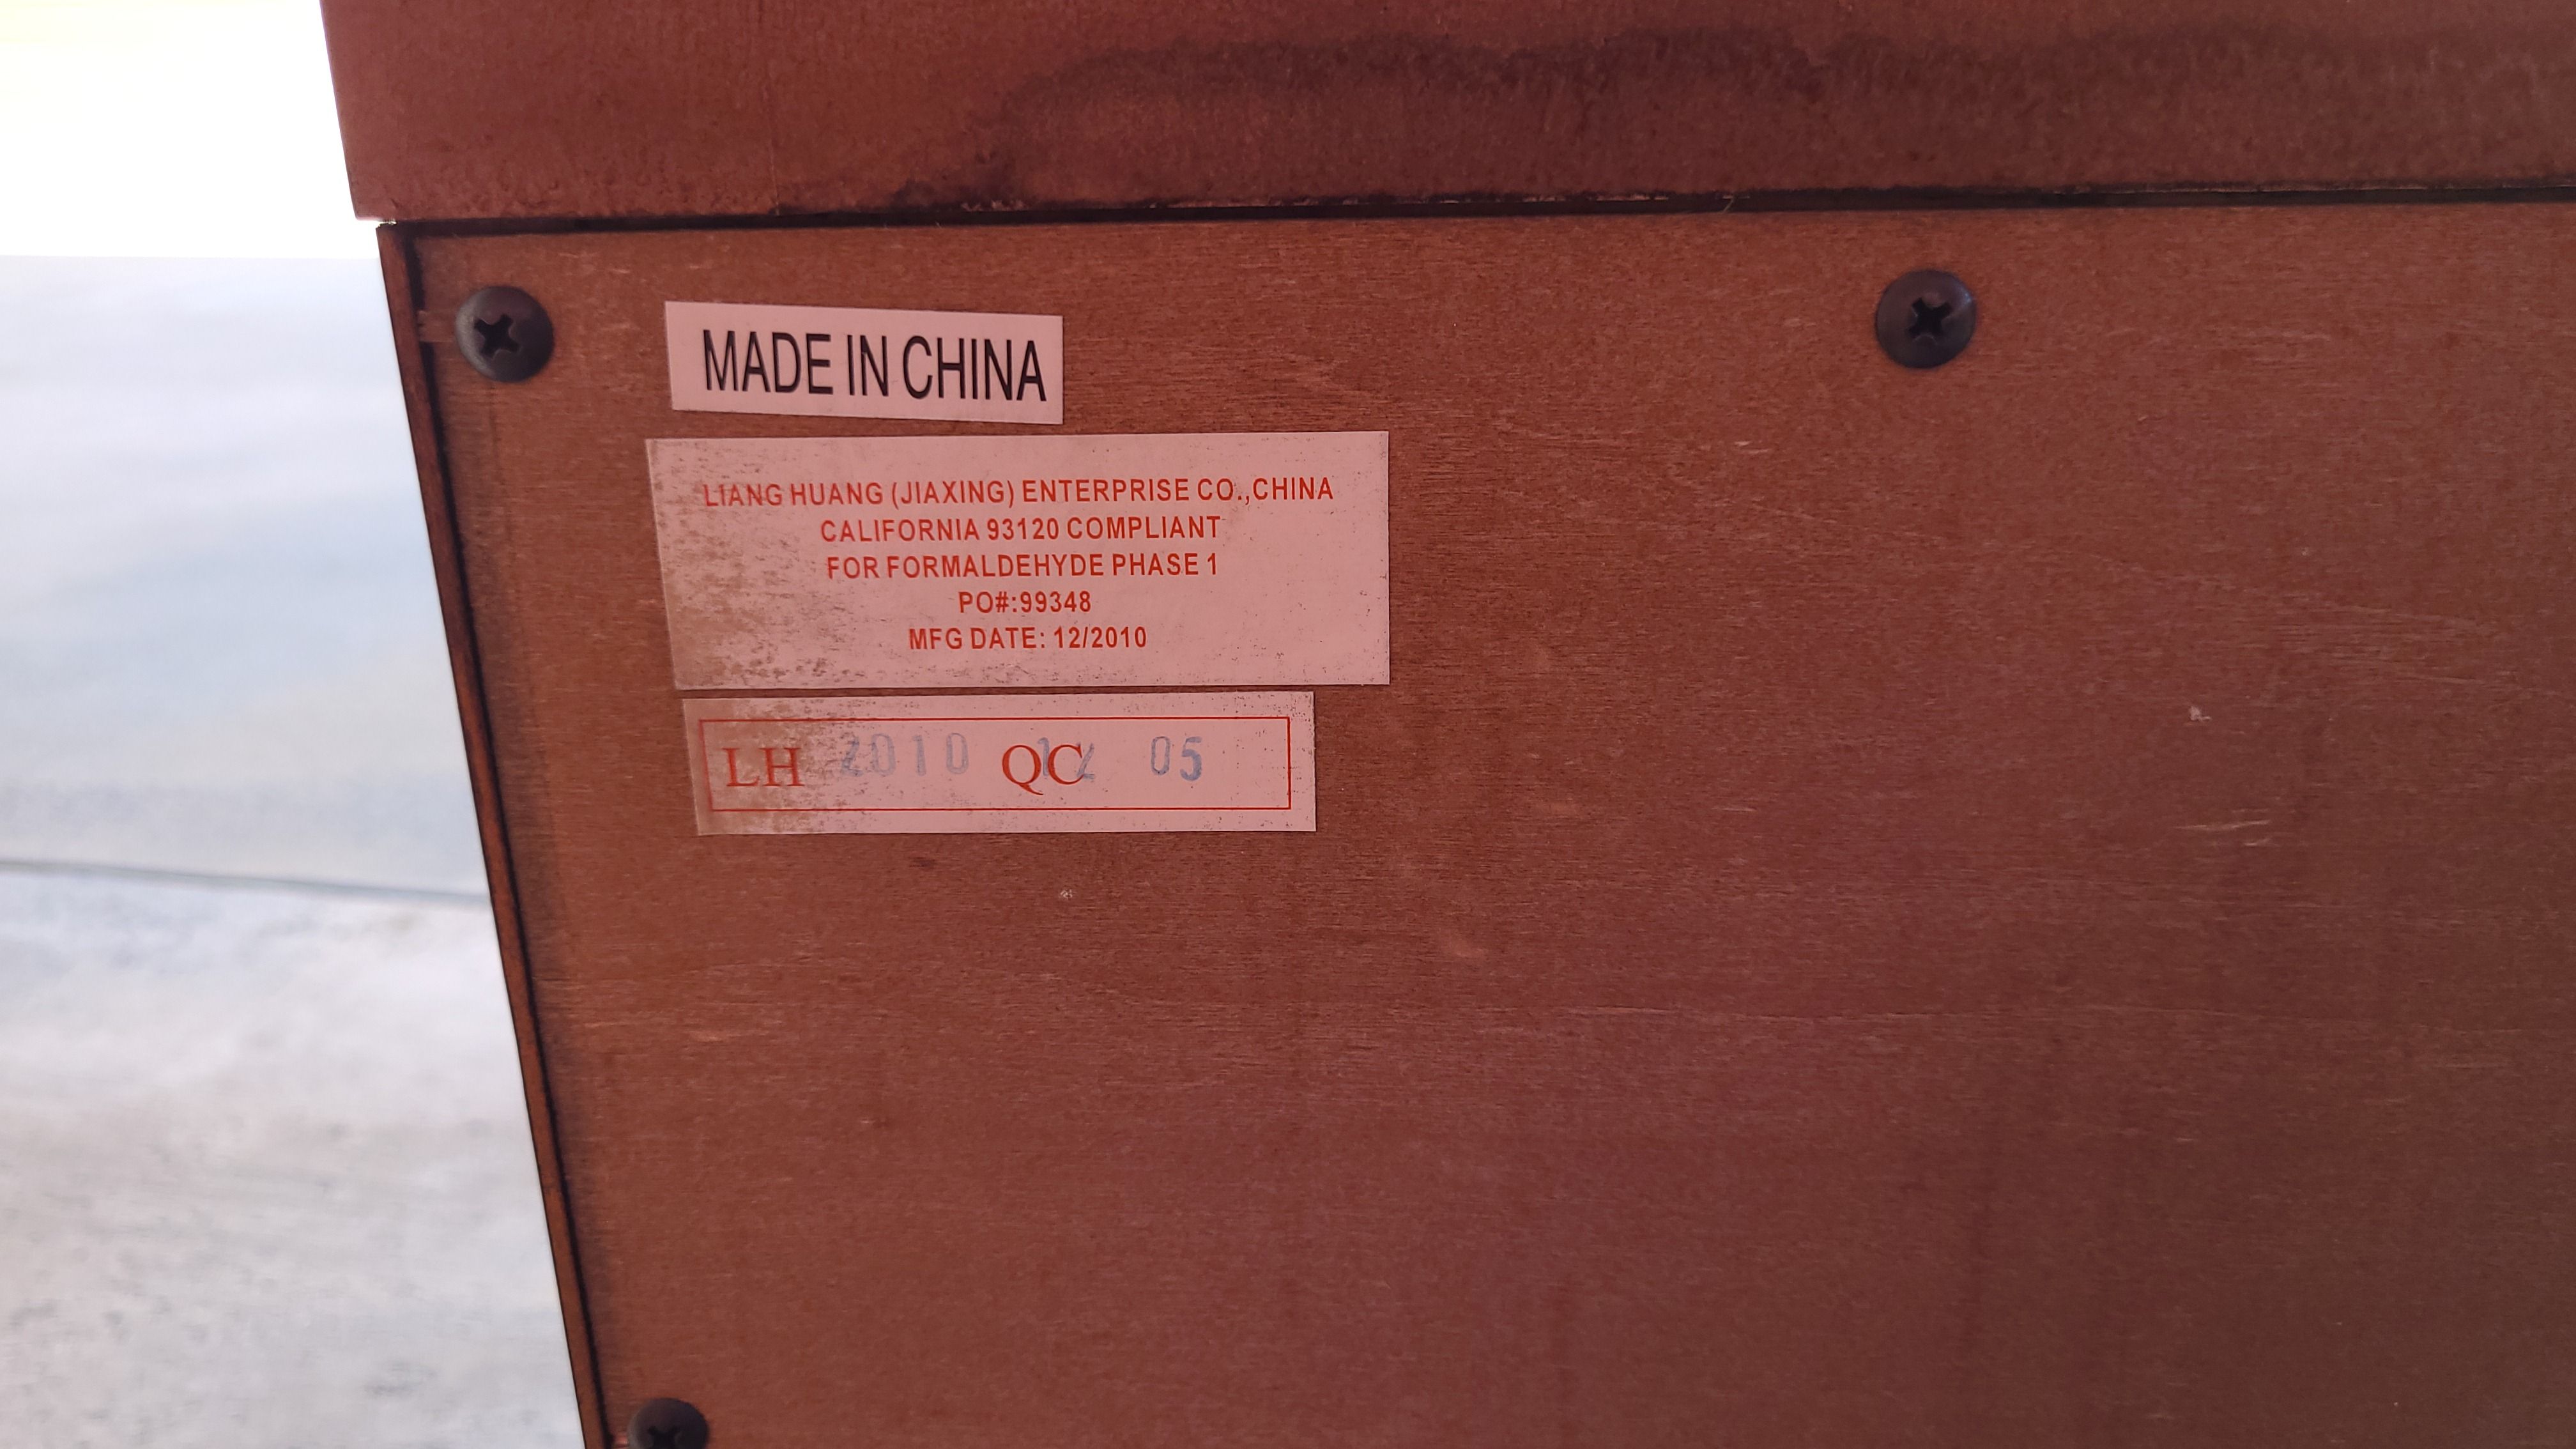 MADE IN CHINA
LIANG HUANG (JIAXING) ENTERPRISE CO.,CHINA
CALIFORNIA 93120 COMPLIANT
FOR FORMALDEHYDE PHASE 1
PO#:99348
MFG DATE: 12/2010
LH 2010 QC 12 05